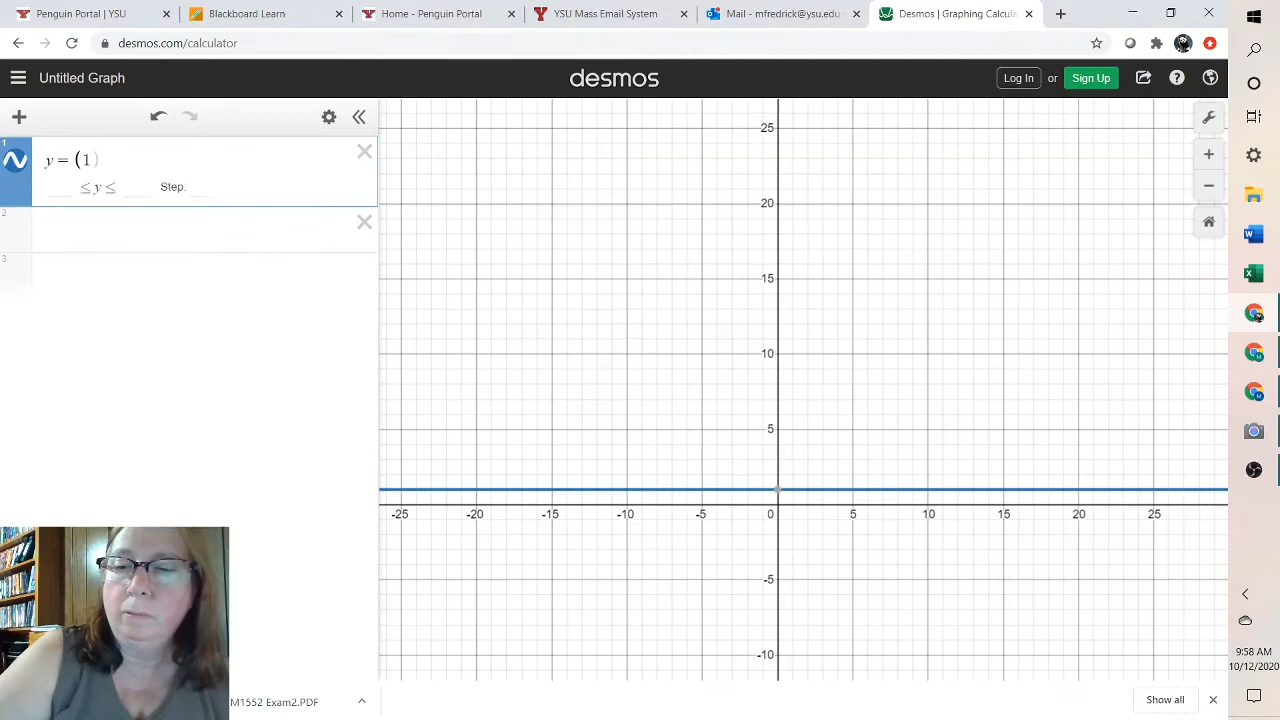 YSU Penguin Portal
Blackboard Learn
Home - Penguin Portal
YSU Mass Email System
Mail - mfredrick@ysu.edu -
Desmos | Graphing Calcula
desmos.com/calculator
Untitled Graph
desmos
Log In or Sign Up
1
y = (1)
≤ y ≤ Step:
2
3
25
20
15
10
5
-25 -20 -15 -10 -5 0 5 10 15 20 25
-5
-10
M1552 Exam2.PDF
Show all
9:58 AM
10/12/2020